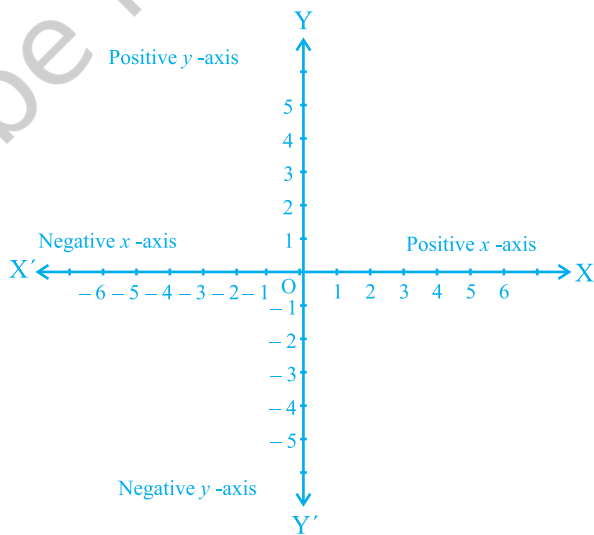 be
Y
Positive y -axis
5
4
3
2
1
Negative x -axis
Positive x -axis
X´
X
– 6 – 5 – 4 – 3 – 2 – 1 O 1 2 3 4 5 6
– 1
– 2
– 3
– 4
– 5
Negative y -axis
Y´